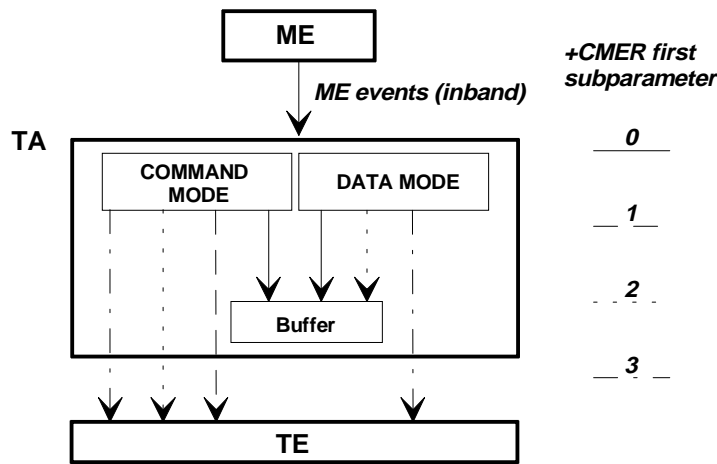 ME
+CMER first
subparameter
ME events (inband)
TA
0
COMMAND
MODE
DATA MODE
1
2
Buffer
3
TE